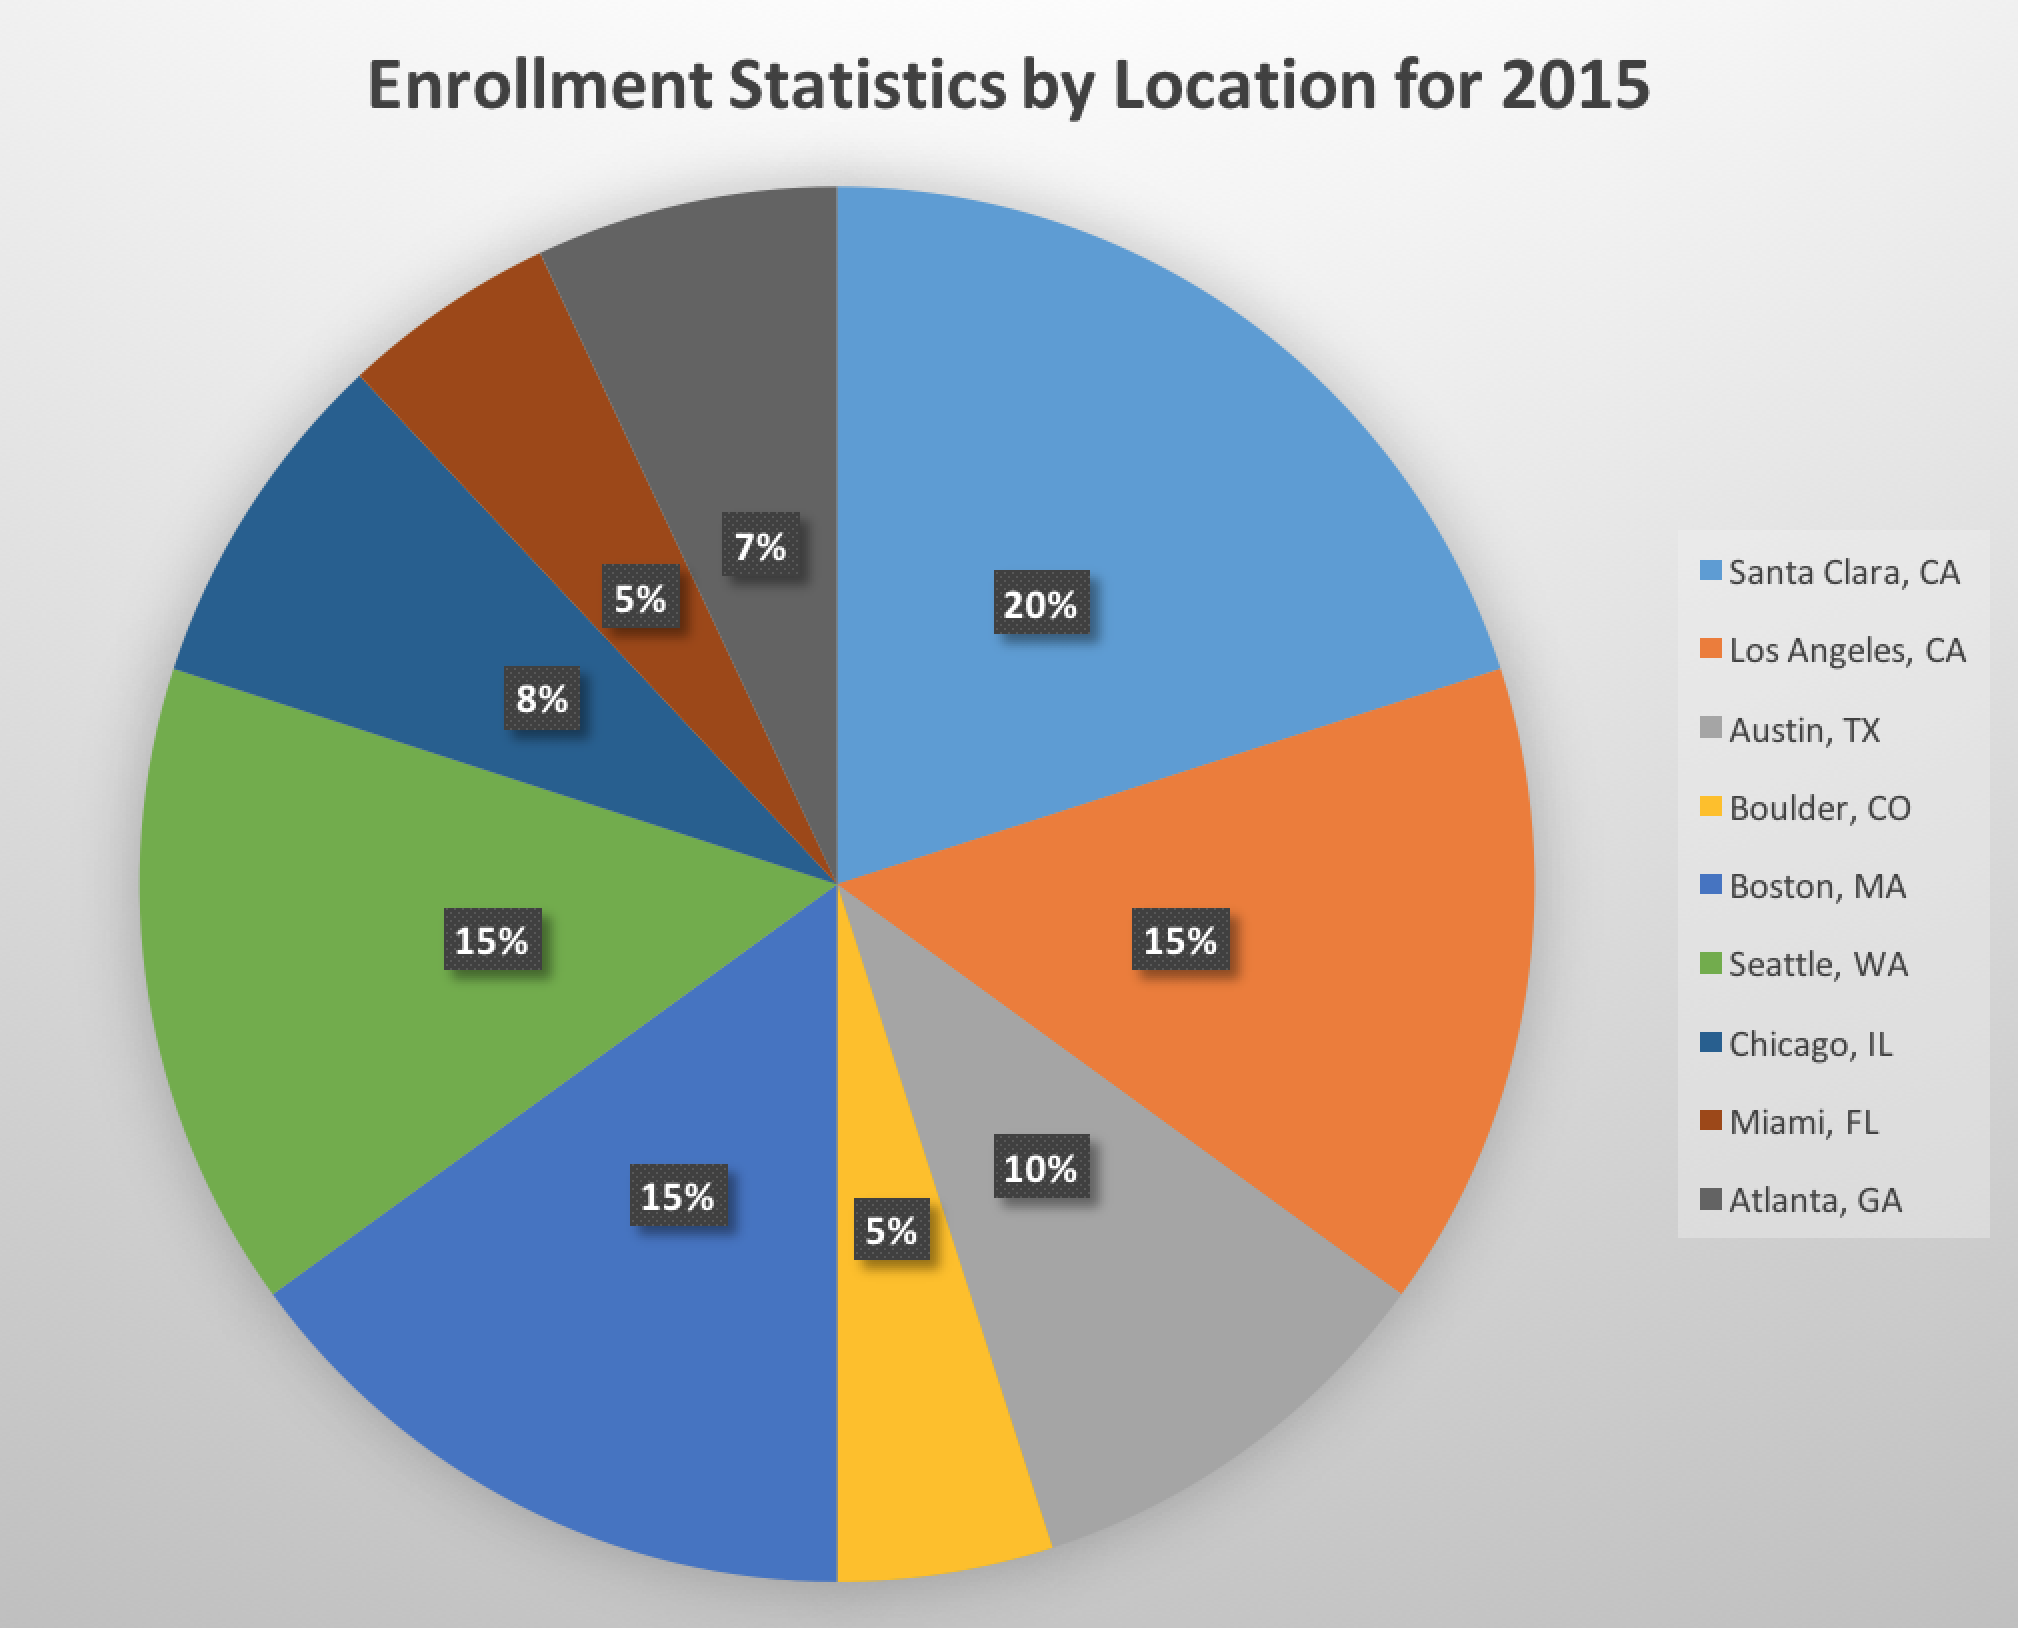 Enrollment Statistics by Location for 2015
7%
20%
5%
8%
15%
15%
10%
15%
5%
Santa Clara, CA
Los Angeles, CA
Austin, TX
Boulder, CO
Boston, MA
Seattle, WA
Chicago, IL
Miami, FL
Atlanta, GA